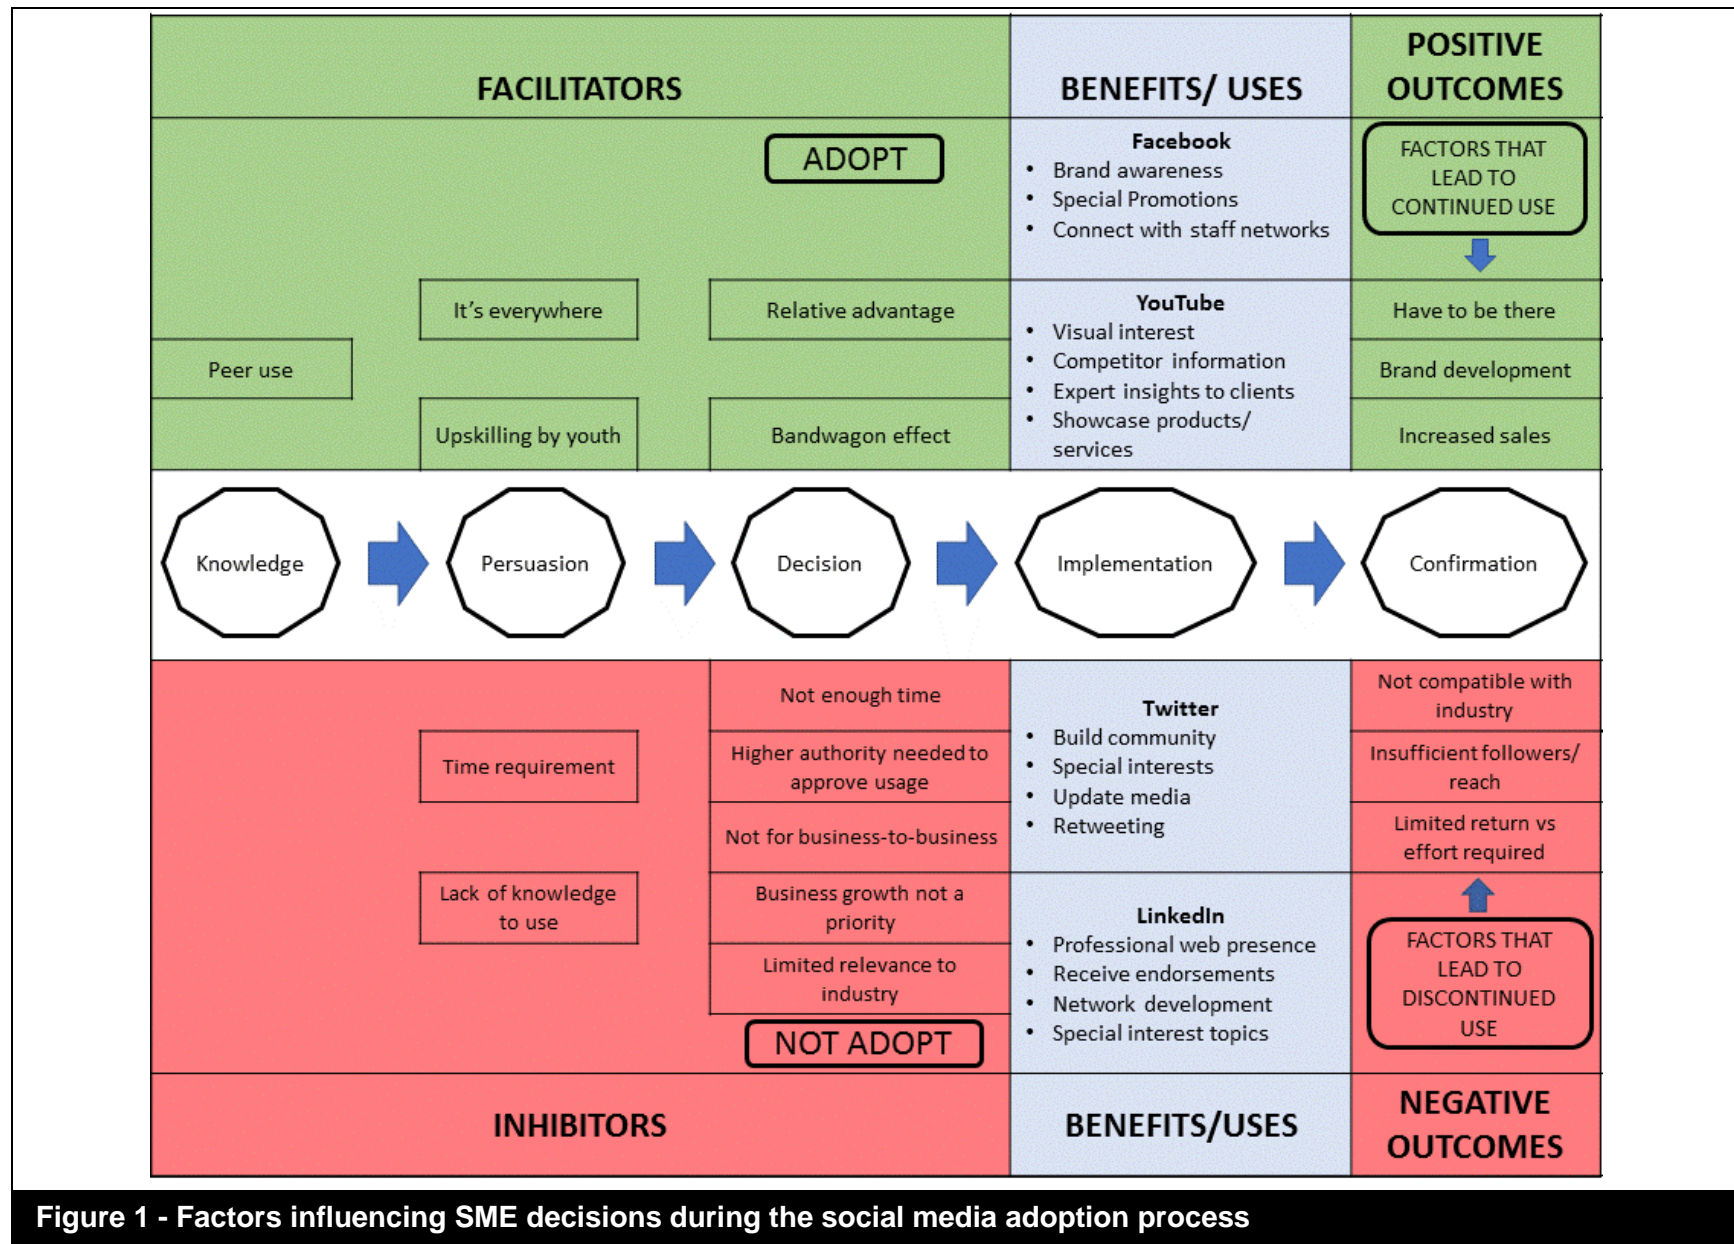 FACILITATORS
BENEFITS/ USES
POSITIVE
OUTCOMES
ADOPT
Facebook
• Brand awareness
• Special Promotions
• Connect with staff networks
FACTORS THAT
LEAD TO
CONTINUED USE
It's everywhere
Relative advantage
Peer use
Upskilling by youth
Bandwagon effect
YouTube
• Visual interest
• Competitor information
• Expert insights to clients
• Showcase products/
services
Have to be there
Brand development
Increased sales
Knowledge
Persuasion
Decision
Implementation
Confirmation
Time requirement
Lack of knowledge
to use
Not enough time
Higher authority needed to
approve usage
Not for business-to-business
Business growth not a
priority
Limited relevance to
industry
NOT ADOPT
Twitter
• Build community
• Special interests
• Update media
• Retweeting
LinkedIn
• Professional web presence
• Receive endorsements
• Network development
• Special interest topics
Not compatible with
industry
Insufficient followers/
reach
Limited return vs
effort required
FACTORS THAT
LEAD TO
DISCONTINUED
USE
INHIBITORS
BENEFITS/USES
NEGATIVE
OUTCOMES
Figure 1 - Factors influencing SME decisions during the social media adoption process